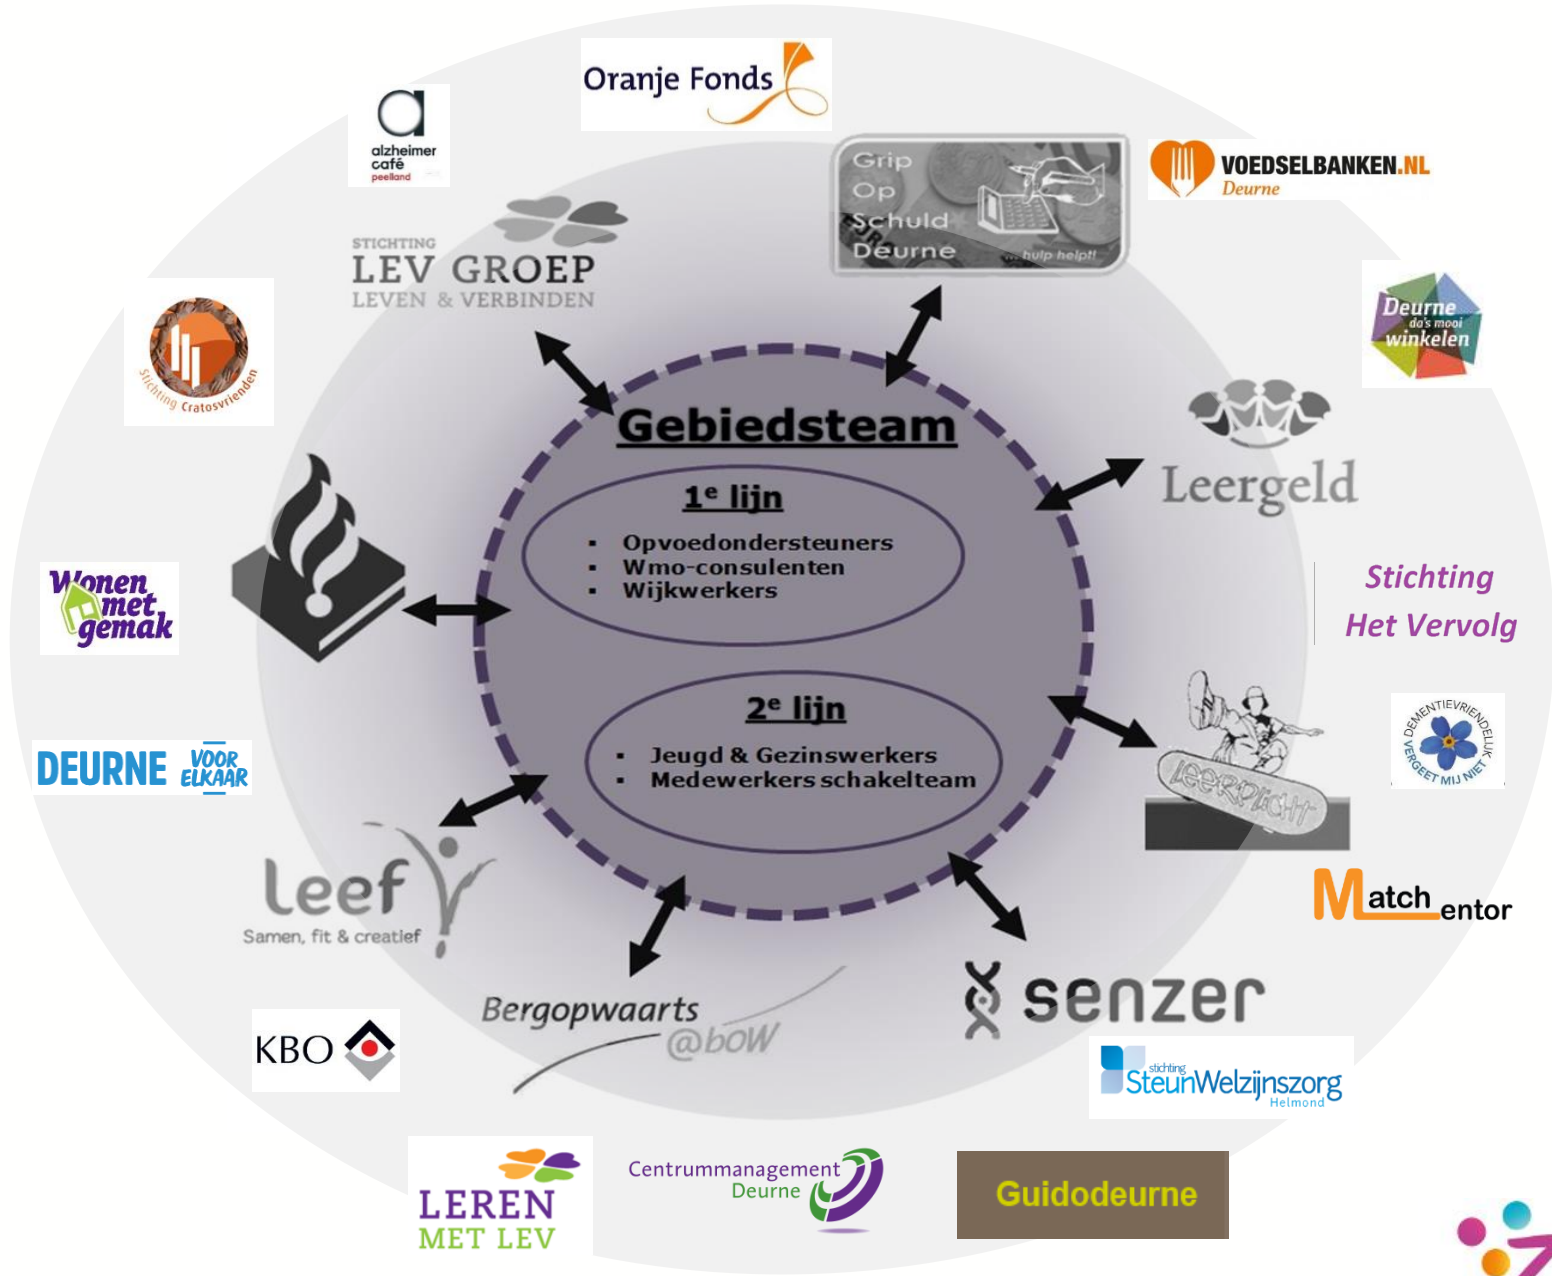 Oranje Fonds
alzheimer
café
peelland
Grip
Op
Schuld
Deurne
... hulp helpt!
EURO
VOEDSELBANKEN.NL
Deurne
STICHTING
LEV GROEP
LEVEN & VERBINDEN
Deurne
da's mooi
winkelen
Stichting Cratosvrienden
Leergeld
Gebiedsteam
1e lijn
▪ Opvoedondersteuners
▪ Wmo-consulenten
▪ Wijkwerkers
Wonen
met
gemak
Stichting
Het Vervolg
2e lijn
▪ Jeugd & Gezinswerkers
▪ Medewerkers schakelteam
DEMENTIEVRIENDELIJK
VERGEET MIJ NIET
DEURNE VOOR
ELKAAR
LEERPLICHT
Leef
Samen, fit & creatief
Match
entor
Bergopwaarts
@bow
senzer
KBO
stichting
SteunWelzijnszorg
Helmond
LEREN
MET LEV
Centrummanagement
Deurne
Guidodeurne